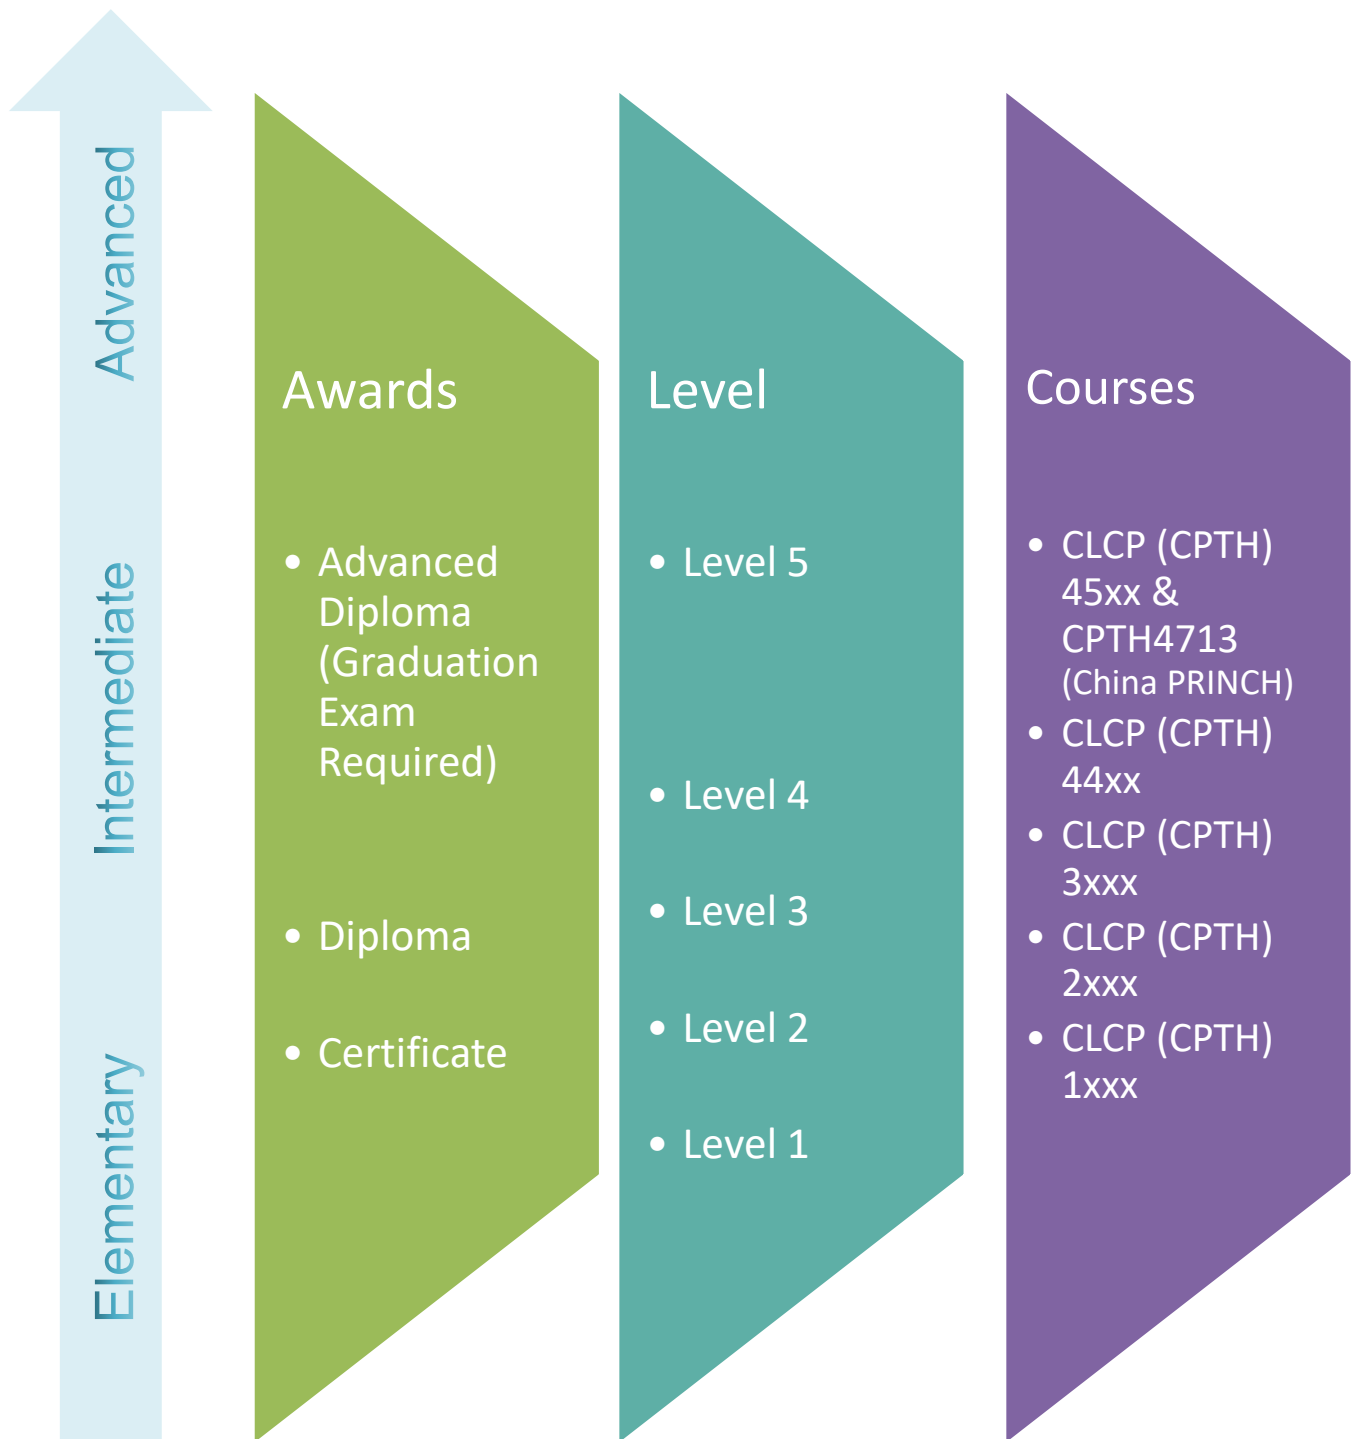 Advanced
Intermediate
Elementary
Awards
• Advanced
Diploma
(Graduation
Exam
Required)
• Diploma
• Certificate
Level
• Level 5
• Level 4
• Level 3
• Level 2
• Level 1
Courses
• CLCP (CPTH)
45xx &
CPTH4713
(China PRINCH)
• CLCP (CPTH)
44xx
• CLCP (CPTH)
3xxx
• CLCP (CPTH)
2xxx
• CLCP (CPTH)
1xxx